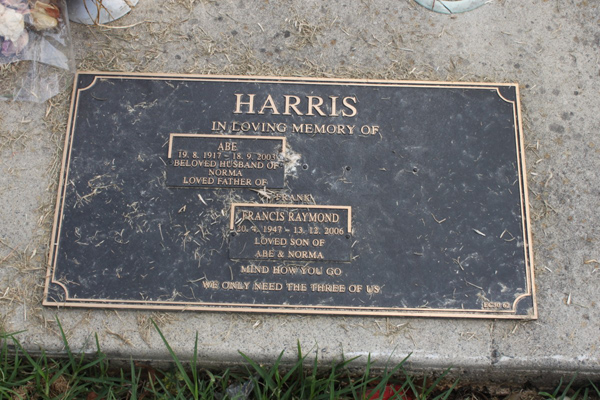 HARRIS
IN LOVING MEMORY OF
ABE
19. 8. 1917 - 18. 9. 2003
BELOVED HUSBAND OF
NORMA
LOVED FATHER OF
FRANK
FRANCIS RAYMOND
20. 4. 1947 - 13. 12. 2006
LOVED SON OF
ABE & NORMA
MIND HOW YOU GO
WE ONLY NEED THE THREE OF US